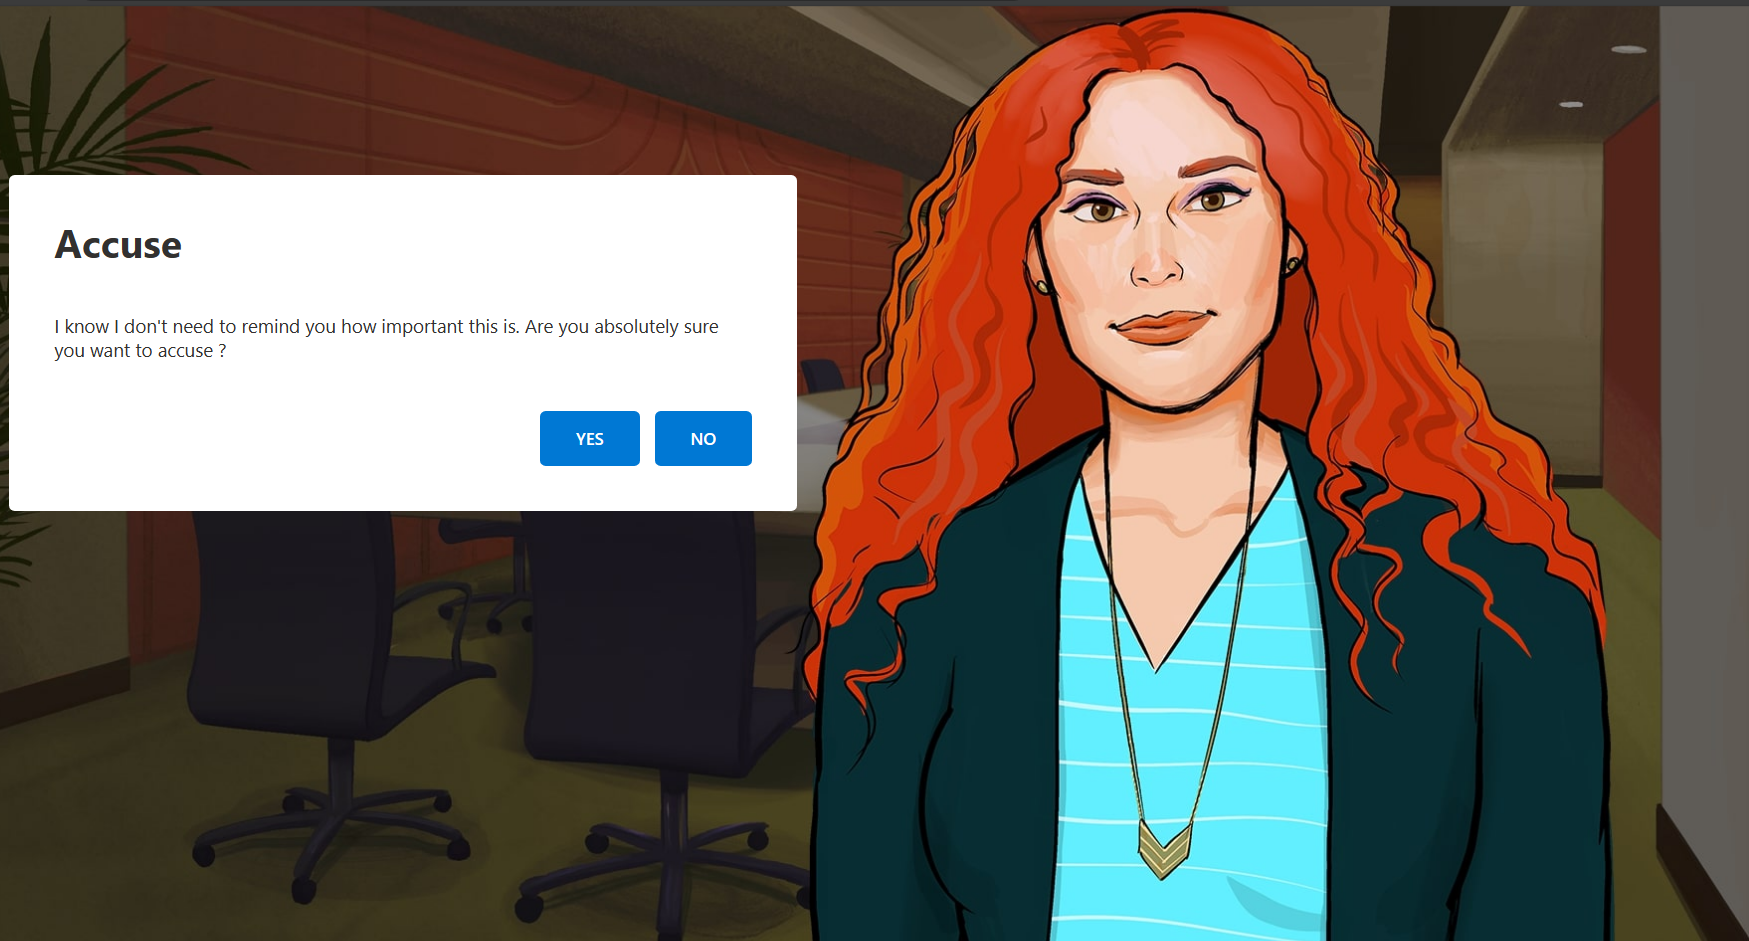 Accuse
I know I don't need to remind you how important this is. Are you absolutely sure
you want to accuse ?
YES NO